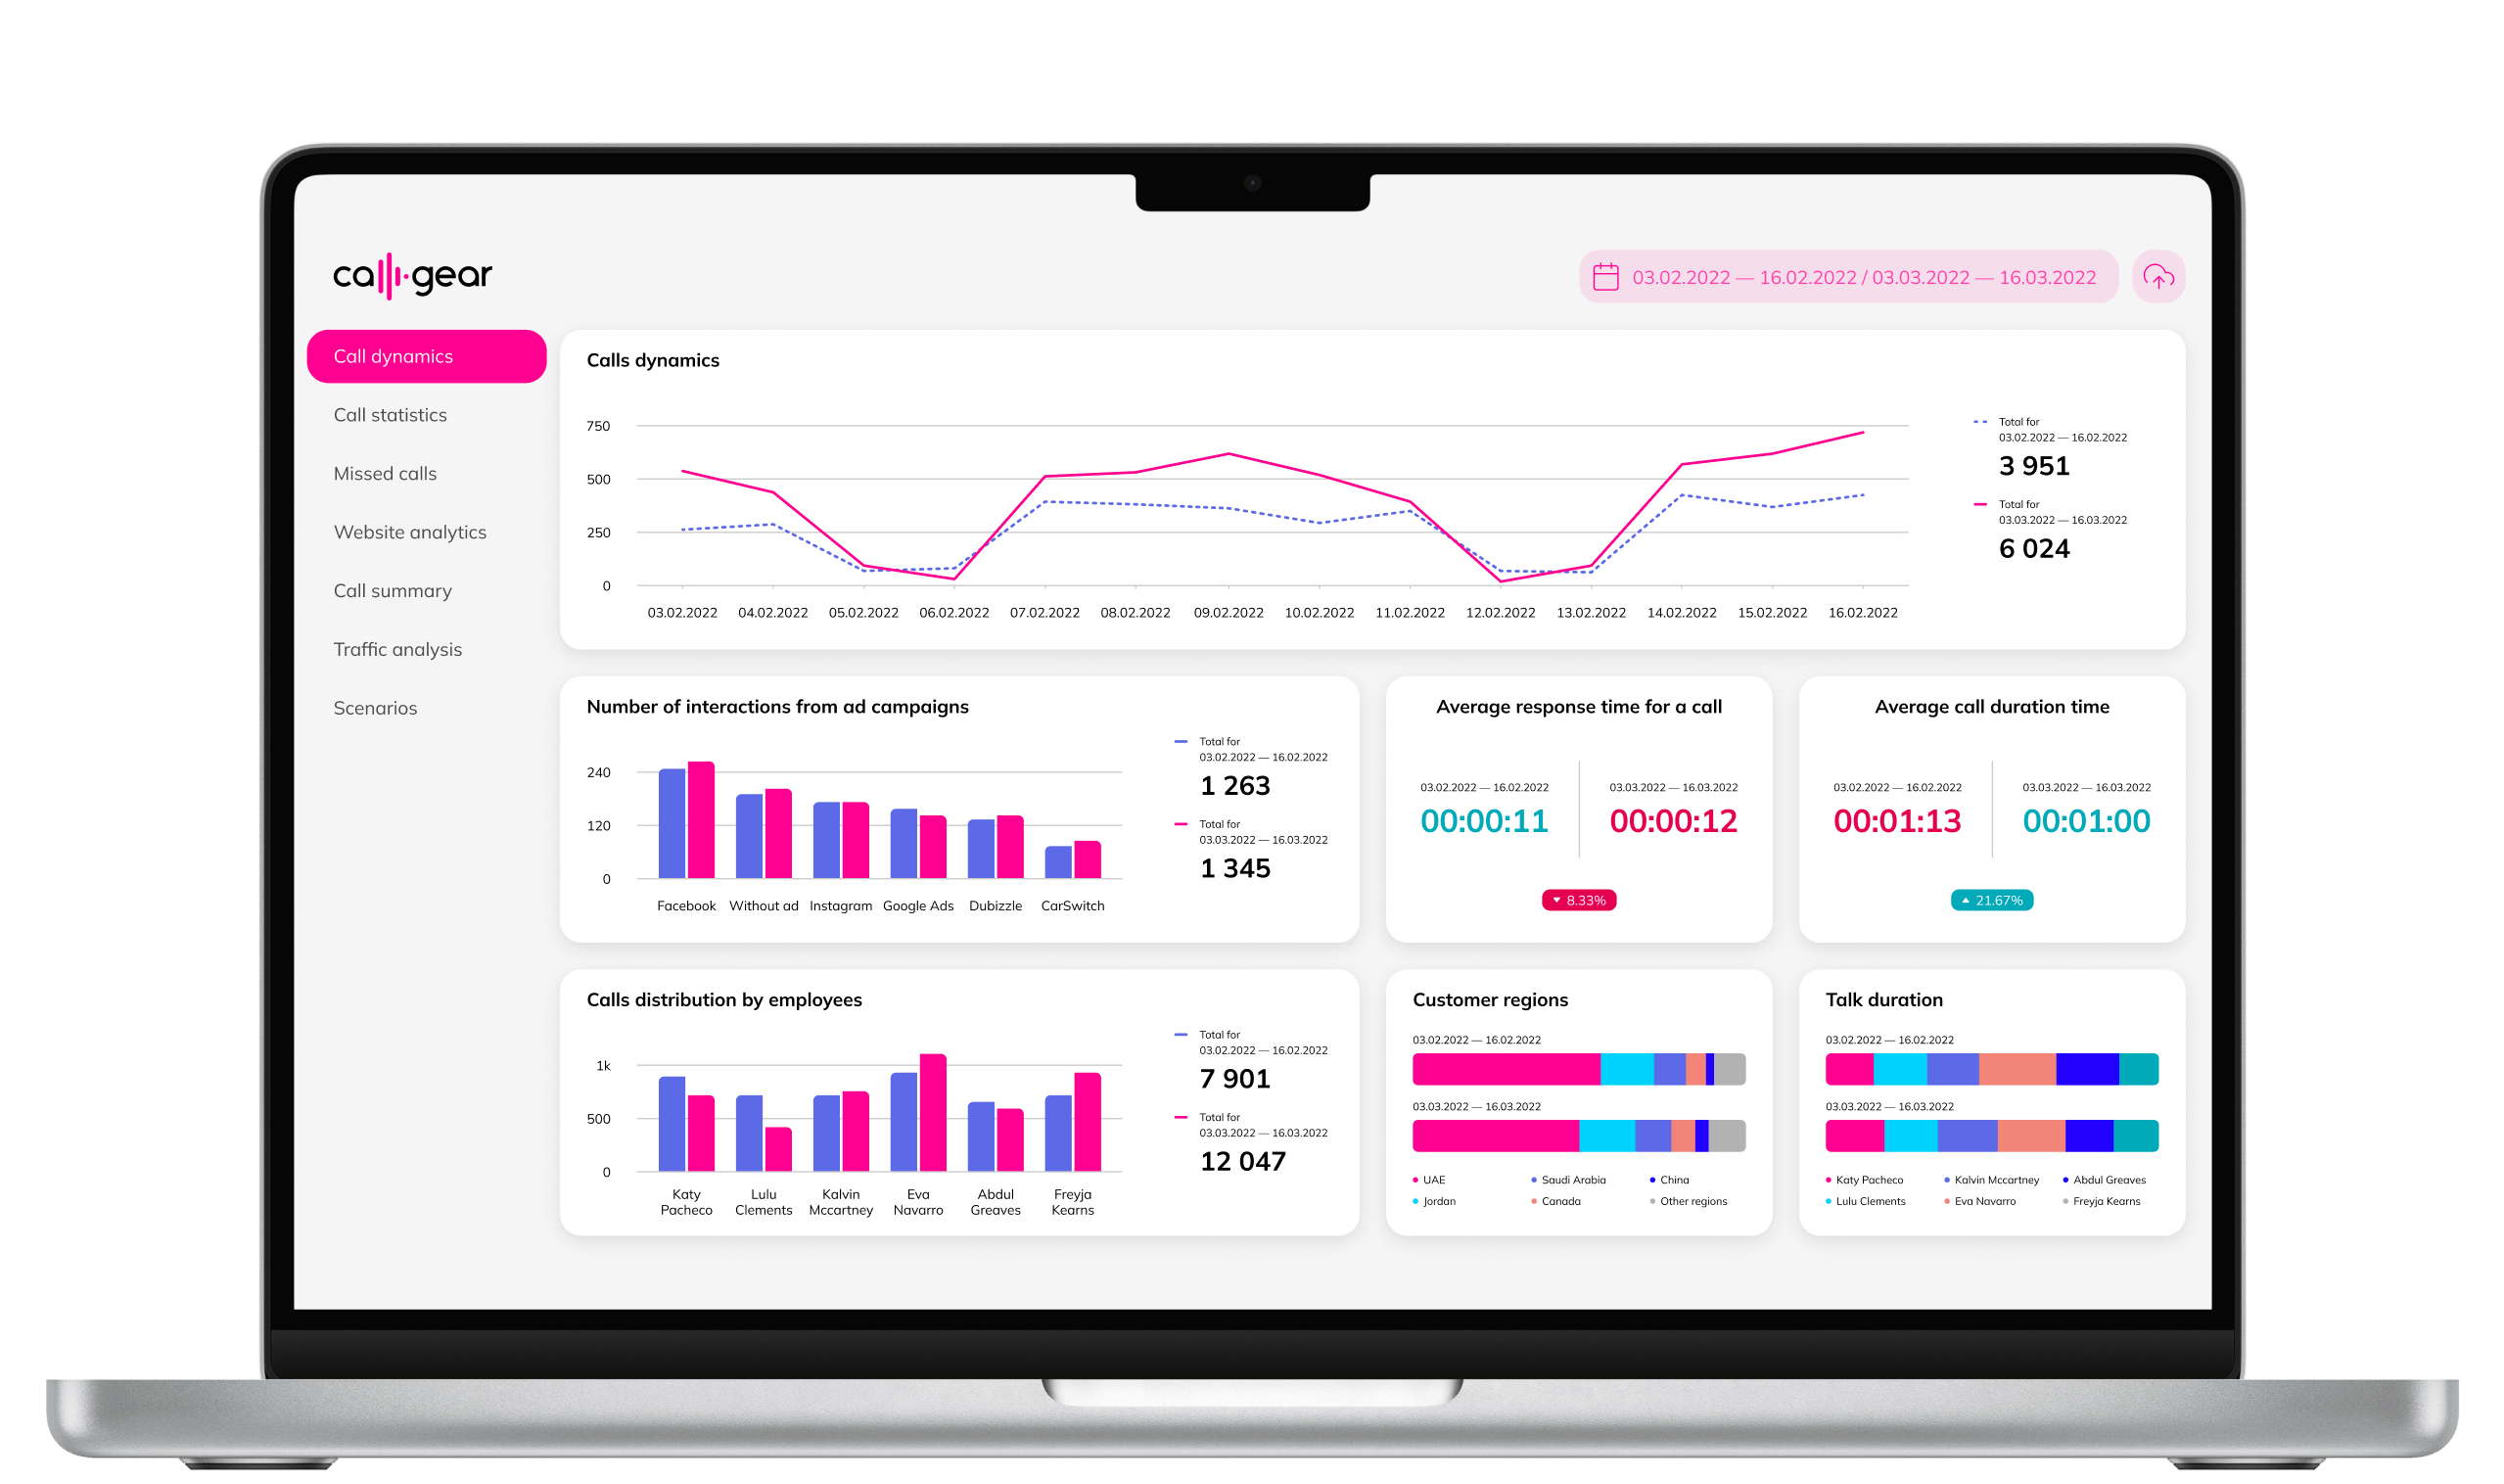 call gear
03.02.2022 — 16.02.2022 / 03.03.2022 — 16.03.2022
Call dynamics
Call statistics
Missed calls
Website analytics
Call summary
Traffic analysis
Scenarios
Calls dynamics
750
500
250
0
03.02.2022 04.02.2022 05.02.2022 06.02.2022 07.02.2022 08.02.2022 09.02.2022 10.02.2022 11.02.2022 12.02.2022 13.02.2022 14.02.2022 15.02.2022 16.02.2022
Total for
03.02.2022 — 16.02.2022
3 951
Total for
03.03.2022 — 16.03.2022
6 024
Number of interactions from ad campaigns
240
120
0
Facebook Without ad Instagram Google Ads Dubizzle CarSwitch
Total for
03.02.2022 — 16.02.2022
1 263
Total for
03.03.2022 — 16.03.2022
1 345
Average response time for a call
03.02.2022 — 16.02.2022
00:00:11
03.03.2022 — 16.03.2022
00:00:12
8.33%
Average call duration time
03.02.2022 — 16.02.2022
00:01:13
03.03.2022 — 16.03.2022
00:01:00
21.67%
Calls distribution by employees
1k
500
0
Katy
Pacheco
Lulu
Clements
Kalvin
Mccartney
Eva
Navarro
Abdul
Greaves
Freyja
Kearns
Total for
03.02.2022 — 16.02.2022
7 901
Total for
03.03.2022 — 16.03.2022
12 047
Customer regions
03.02.2022 — 16.02.2022
03.03.2022 — 16.03.2022
UAE Saudi Arabia China
Jordan Canada Other regions
Talk duration
03.02.2022 — 16.02.2022
03.03.2022 — 16.03.2022
Katy Pacheco Kalvin Mccartney Abdul Greaves
Lulu Clements Eva Navarro Freyja Kearns